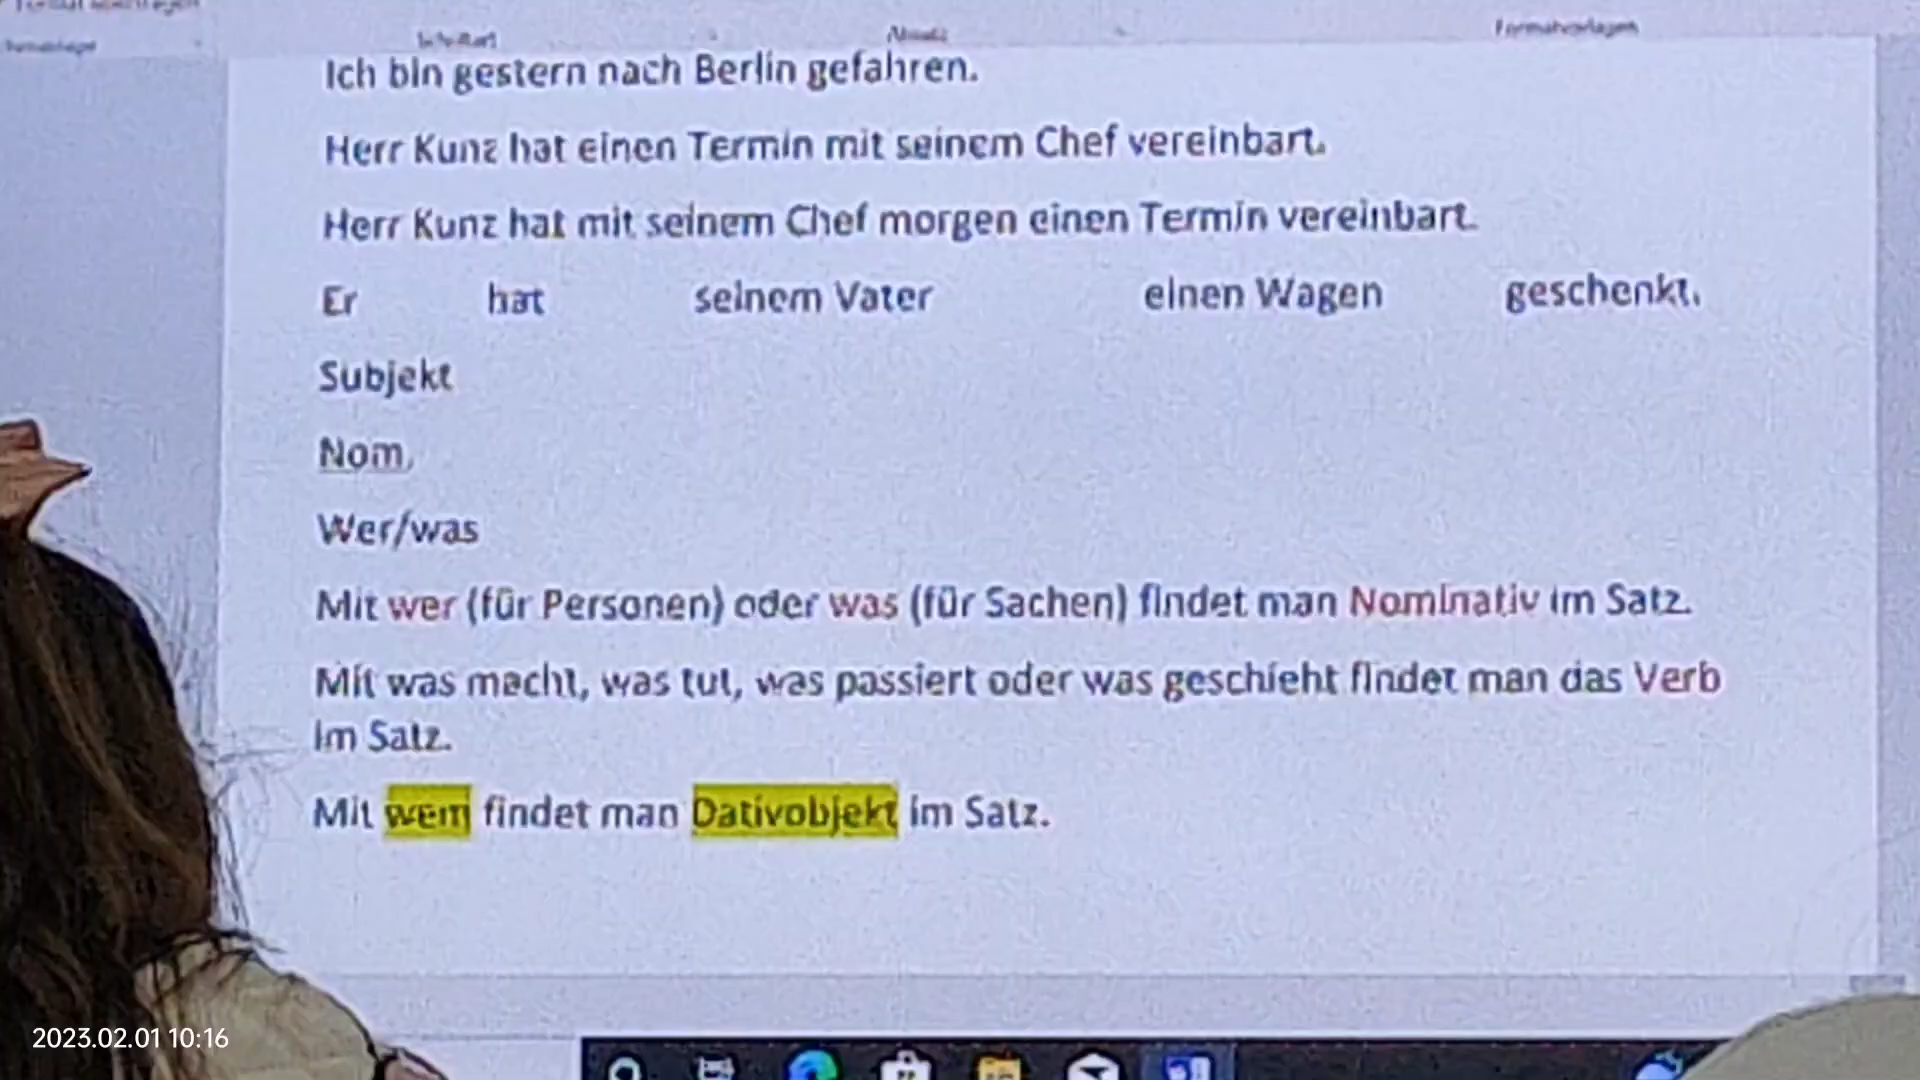 Formatvorlagen
Ich bin gestern nach Berlin gefahren.
Herr Kunz hat einen Termin mit seinem Chef vereinbart.
Herr Kunz hat mit seinem Chef morgen einen Termin vereinbart.
Er hat seinem Vater einen Wagen geschenkt.
Subjekt
Nom.
Wer/was
Mit wer (für Personen) oder was (für Sachen) findet man Nominativ im Satz.
Mit was macht, was tut, was passiert oder was geschieht findet man das Verb
im Satz.
Mit wem findet man Dativobjekt im Satz.
2023.02.01 10:16